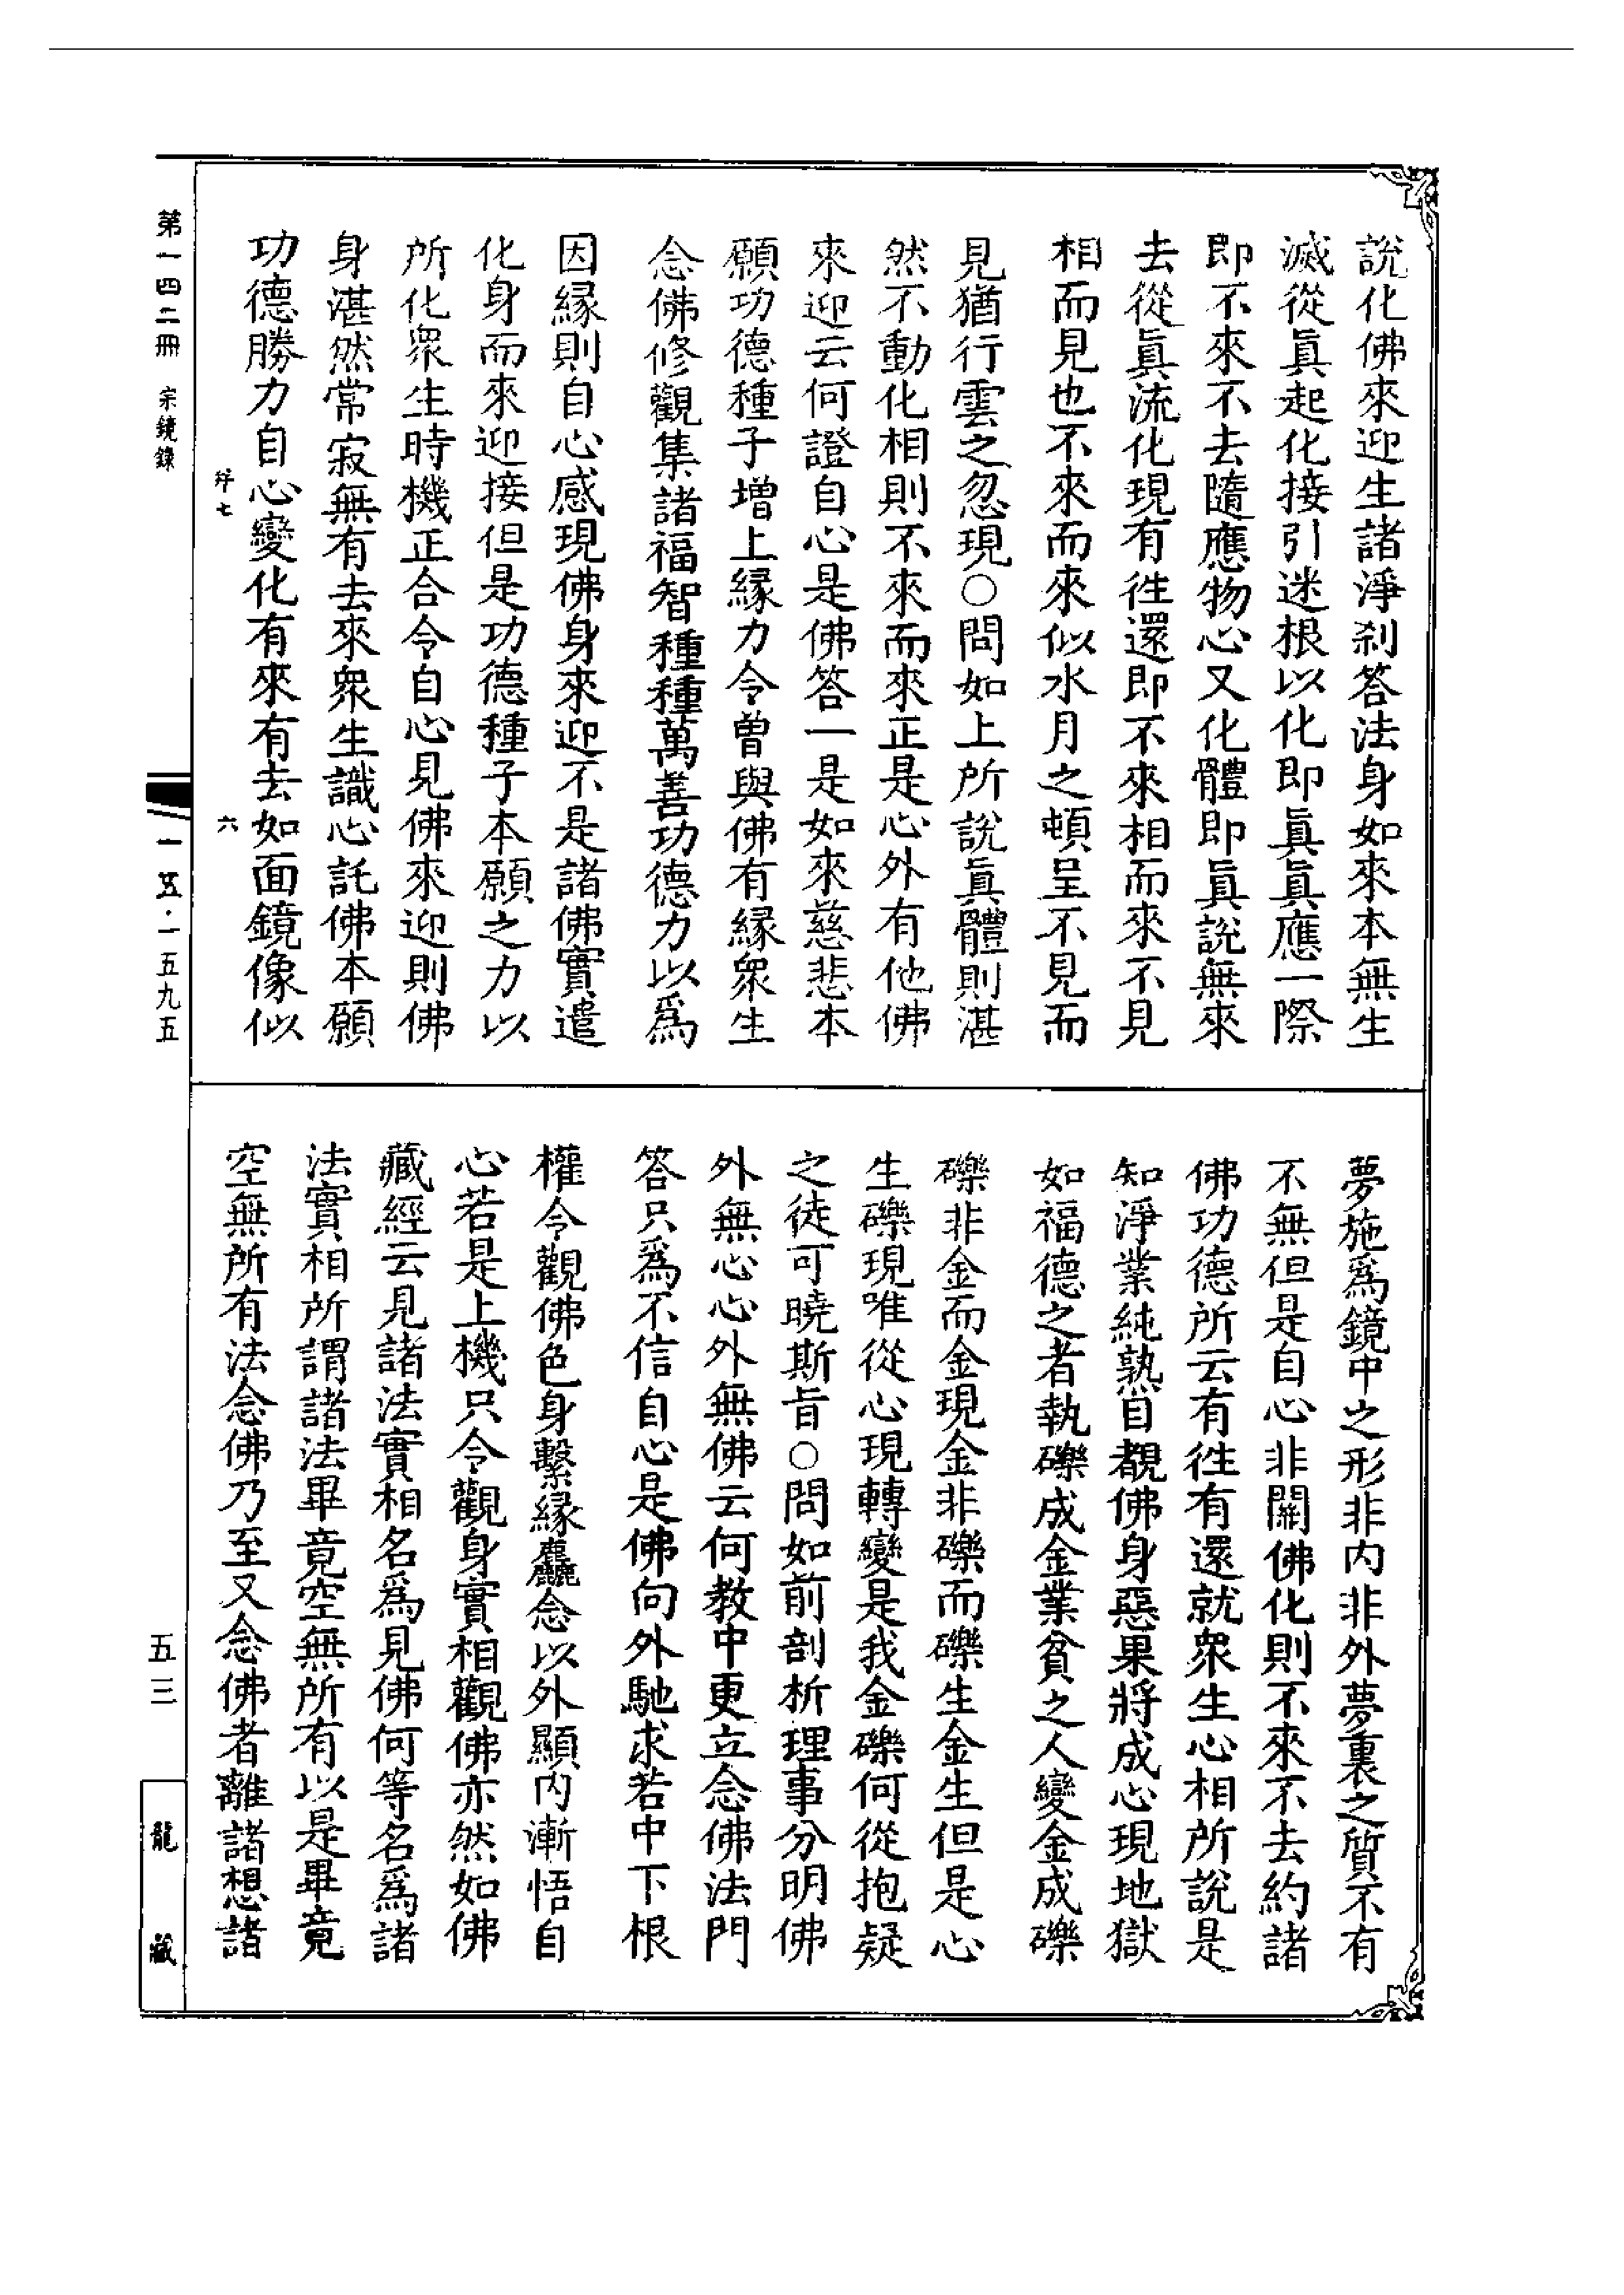 說化佛來迎生諸淨刹答法身如來本無生
滅從眞起化接引迷根以化即眞眞應一際
即不來不去隨應物心又化體即眞說無來
去從眞流化現有徃還即不來相而來不見
相而見也不來而來似水月之頓呈不見而
見猶行雲之忽現○問如上所說眞體則湛
然不動化相則不來而來正是心外有他佛
來迎云何證自心是佛答一是如來慈悲本
願功德種子增上緣力令曾與佛有緣衆生
念佛修觀集諸福智種種萬善功德力以爲
因緣則自心感現佛身來迎不是諸佛實遣
化身而來迎接但是功德種子本願之力以
所化衆生時機正合令自心見佛來迎則佛
身湛然常寂無有去來衆生識心託佛本願
功德勝力自心變化有來有去如面鏡像似
夢施爲鏡中之形非内非外夢裏之質不有
不無但是自心非關佛化則不來不去約諸
佛功德所云有徃有還就衆生心相所說是
知淨業純熟目覩佛身惡果將成心現地獄
如福德之者執礫成金業貧之人變金成礫
礫非金而金現金非礫而礫生金生但是心
生礫現唯從心現轉變是我金礫何從抱疑
之徒可曉斯旨○問如前剖析理事分明佛
外無心心外無佛云何教中更立念佛法門
答只爲不信自心是佛向外馳求若中下根
權令觀佛色身繫緣麤念以外顯内漸悟自
心若是上機只令觀身實相觀佛亦然如佛
藏經云見諸法實相名爲見佛何等名爲諸
法實相所謂諸法畢竟空無所有以是畢竟
空無所有法念佛乃至又念佛者離諸想諸
七
六
第一四二冊 宗鏡錄
一一五·一五九五
五三
龍藏